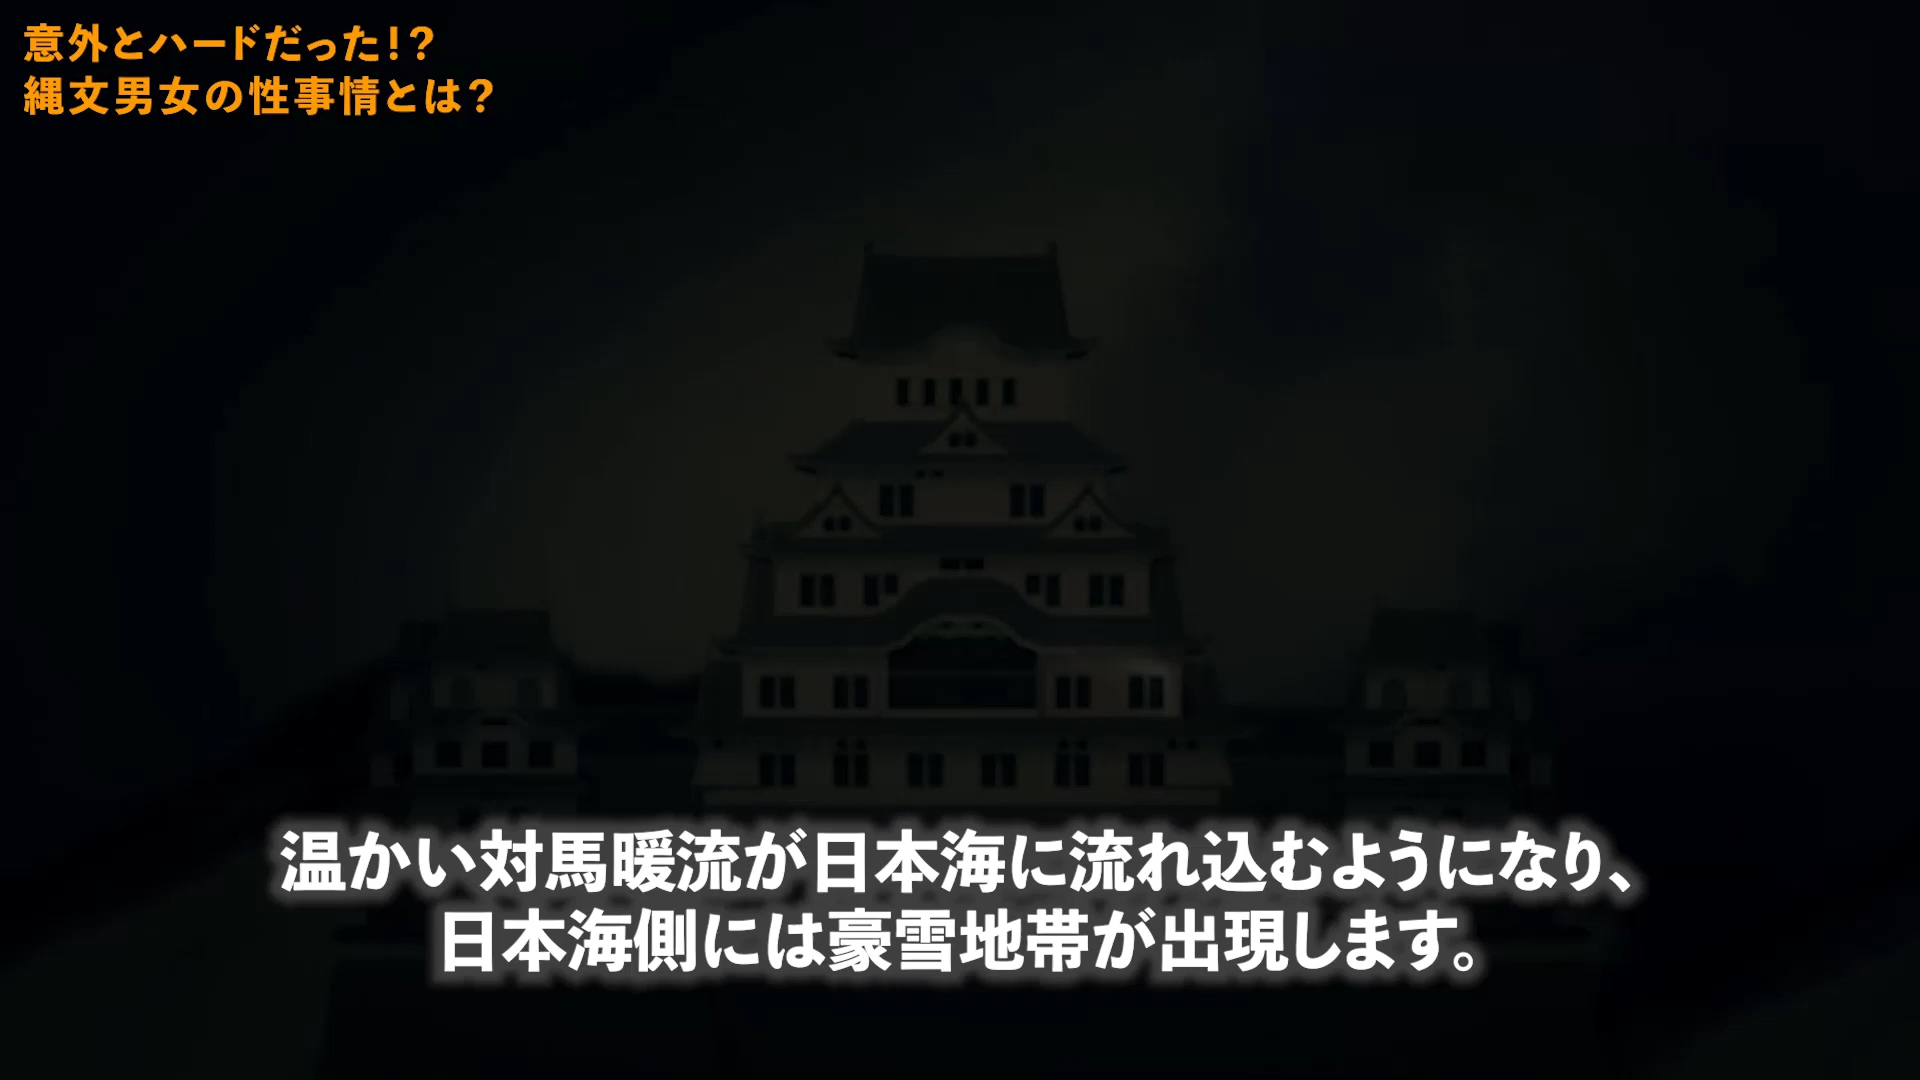 意外とハードだった!?
縄文男女の性事情とは?
温かい対馬暖流が日本海に流れ込むようになり、
日本海側には豪雪地帯が出現します。